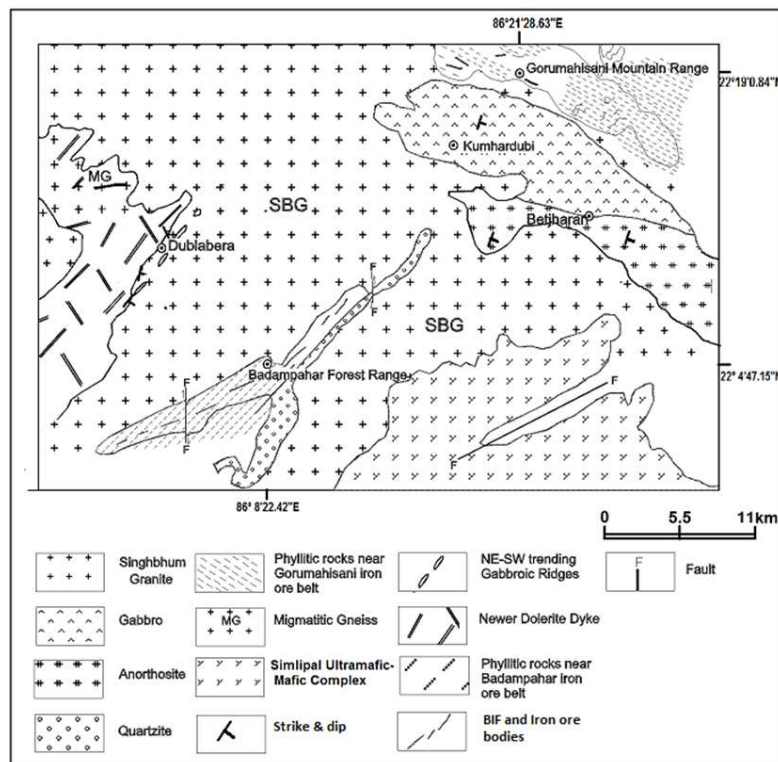 86°21'28.63"E
Gorumahisani Mountain Range
22°19'0.84"N
Kumhardubi
MG
SBG
Betjharan
Dublabera
F
F
SBG
F
Badampahar Forest Range
22° 4'47.15"N
F
F
F
86° 8'22.42"E
0 5.5 11km
Singhbhum
Granite
Phyllitic rocks near
Gorumahisani iron
ore belt
NE-SW trending
Gabbroic Ridges
F
Fault
Gabbro
MG
Migmatitic Gneiss
Newer Dolerite Dyke
Anorthosite
Simlipal Ultramafic-
Mafic Complex
Phyllitic rocks near
Badampahar iron
ore belt
Quartzite
Strike & dip
BIF and Iron ore
bodies